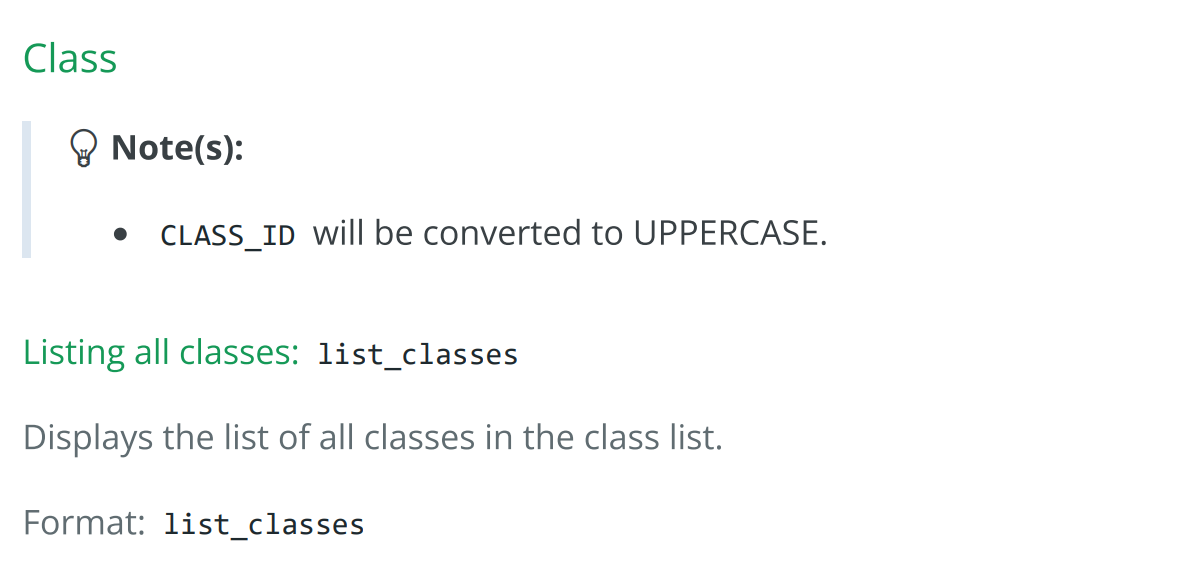 Class
Note(s):
• CLASS_ID will be converted to UPPERCASE.
Listing all classes: list_classes
Displays the list of all classes in the class list.
Format: list_classes